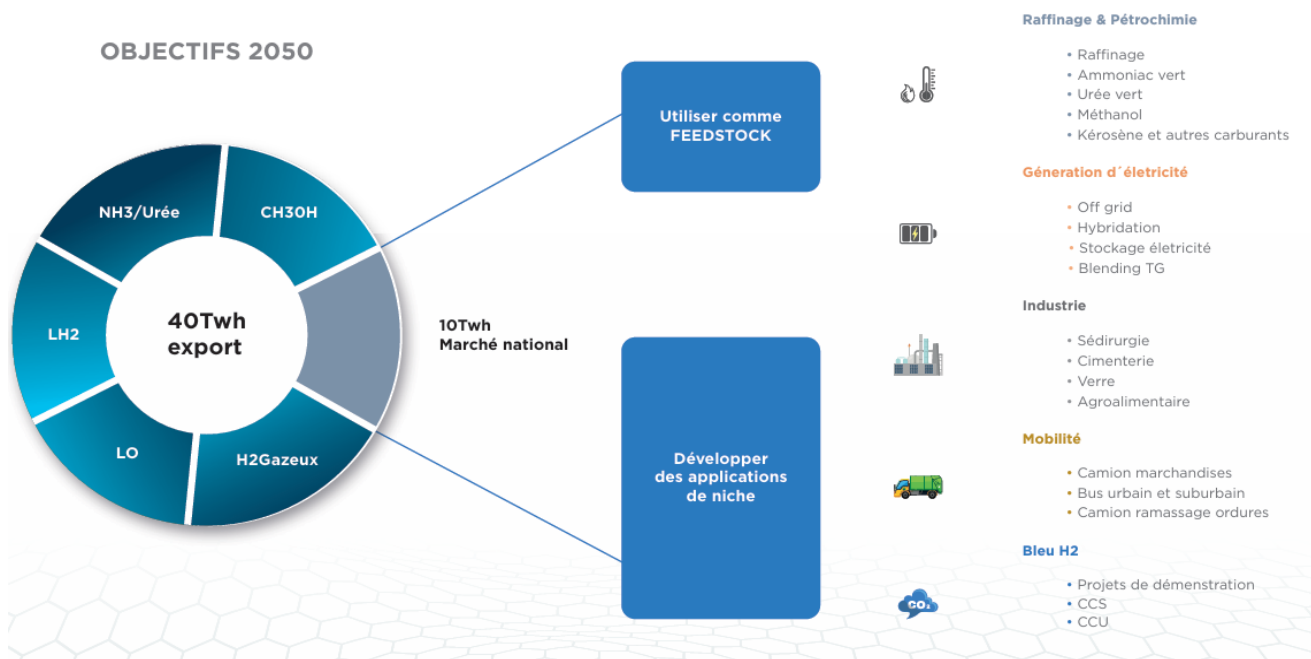 OBJECTIFS 2050
NH3/Urée
CH30H
LH2
40Twh
export
LO
H2Gazeux
10Twh
Marché national
Utiliser comme
FEEDSTOCK
Développer
des applications
de niche
Raffinage & Pétrochimie
• Raffinage
• Ammoniac vert
• Urée vert
• Méthanol
• Kérosène et autres carburants
Géneration d´életricité
• Off grid
• Hybridation
• Stockage életricité
• Blending TG
Industrie
• Sédirurgie
• Cimenterie
• Verre
• Agroalimentaire
Mobilité
• Camion marchandises
• Bus urbain et suburbain
• Camion ramassage ordures
Bleu H2
CO₂
• Projets de démenstration
• CCS
• CCU